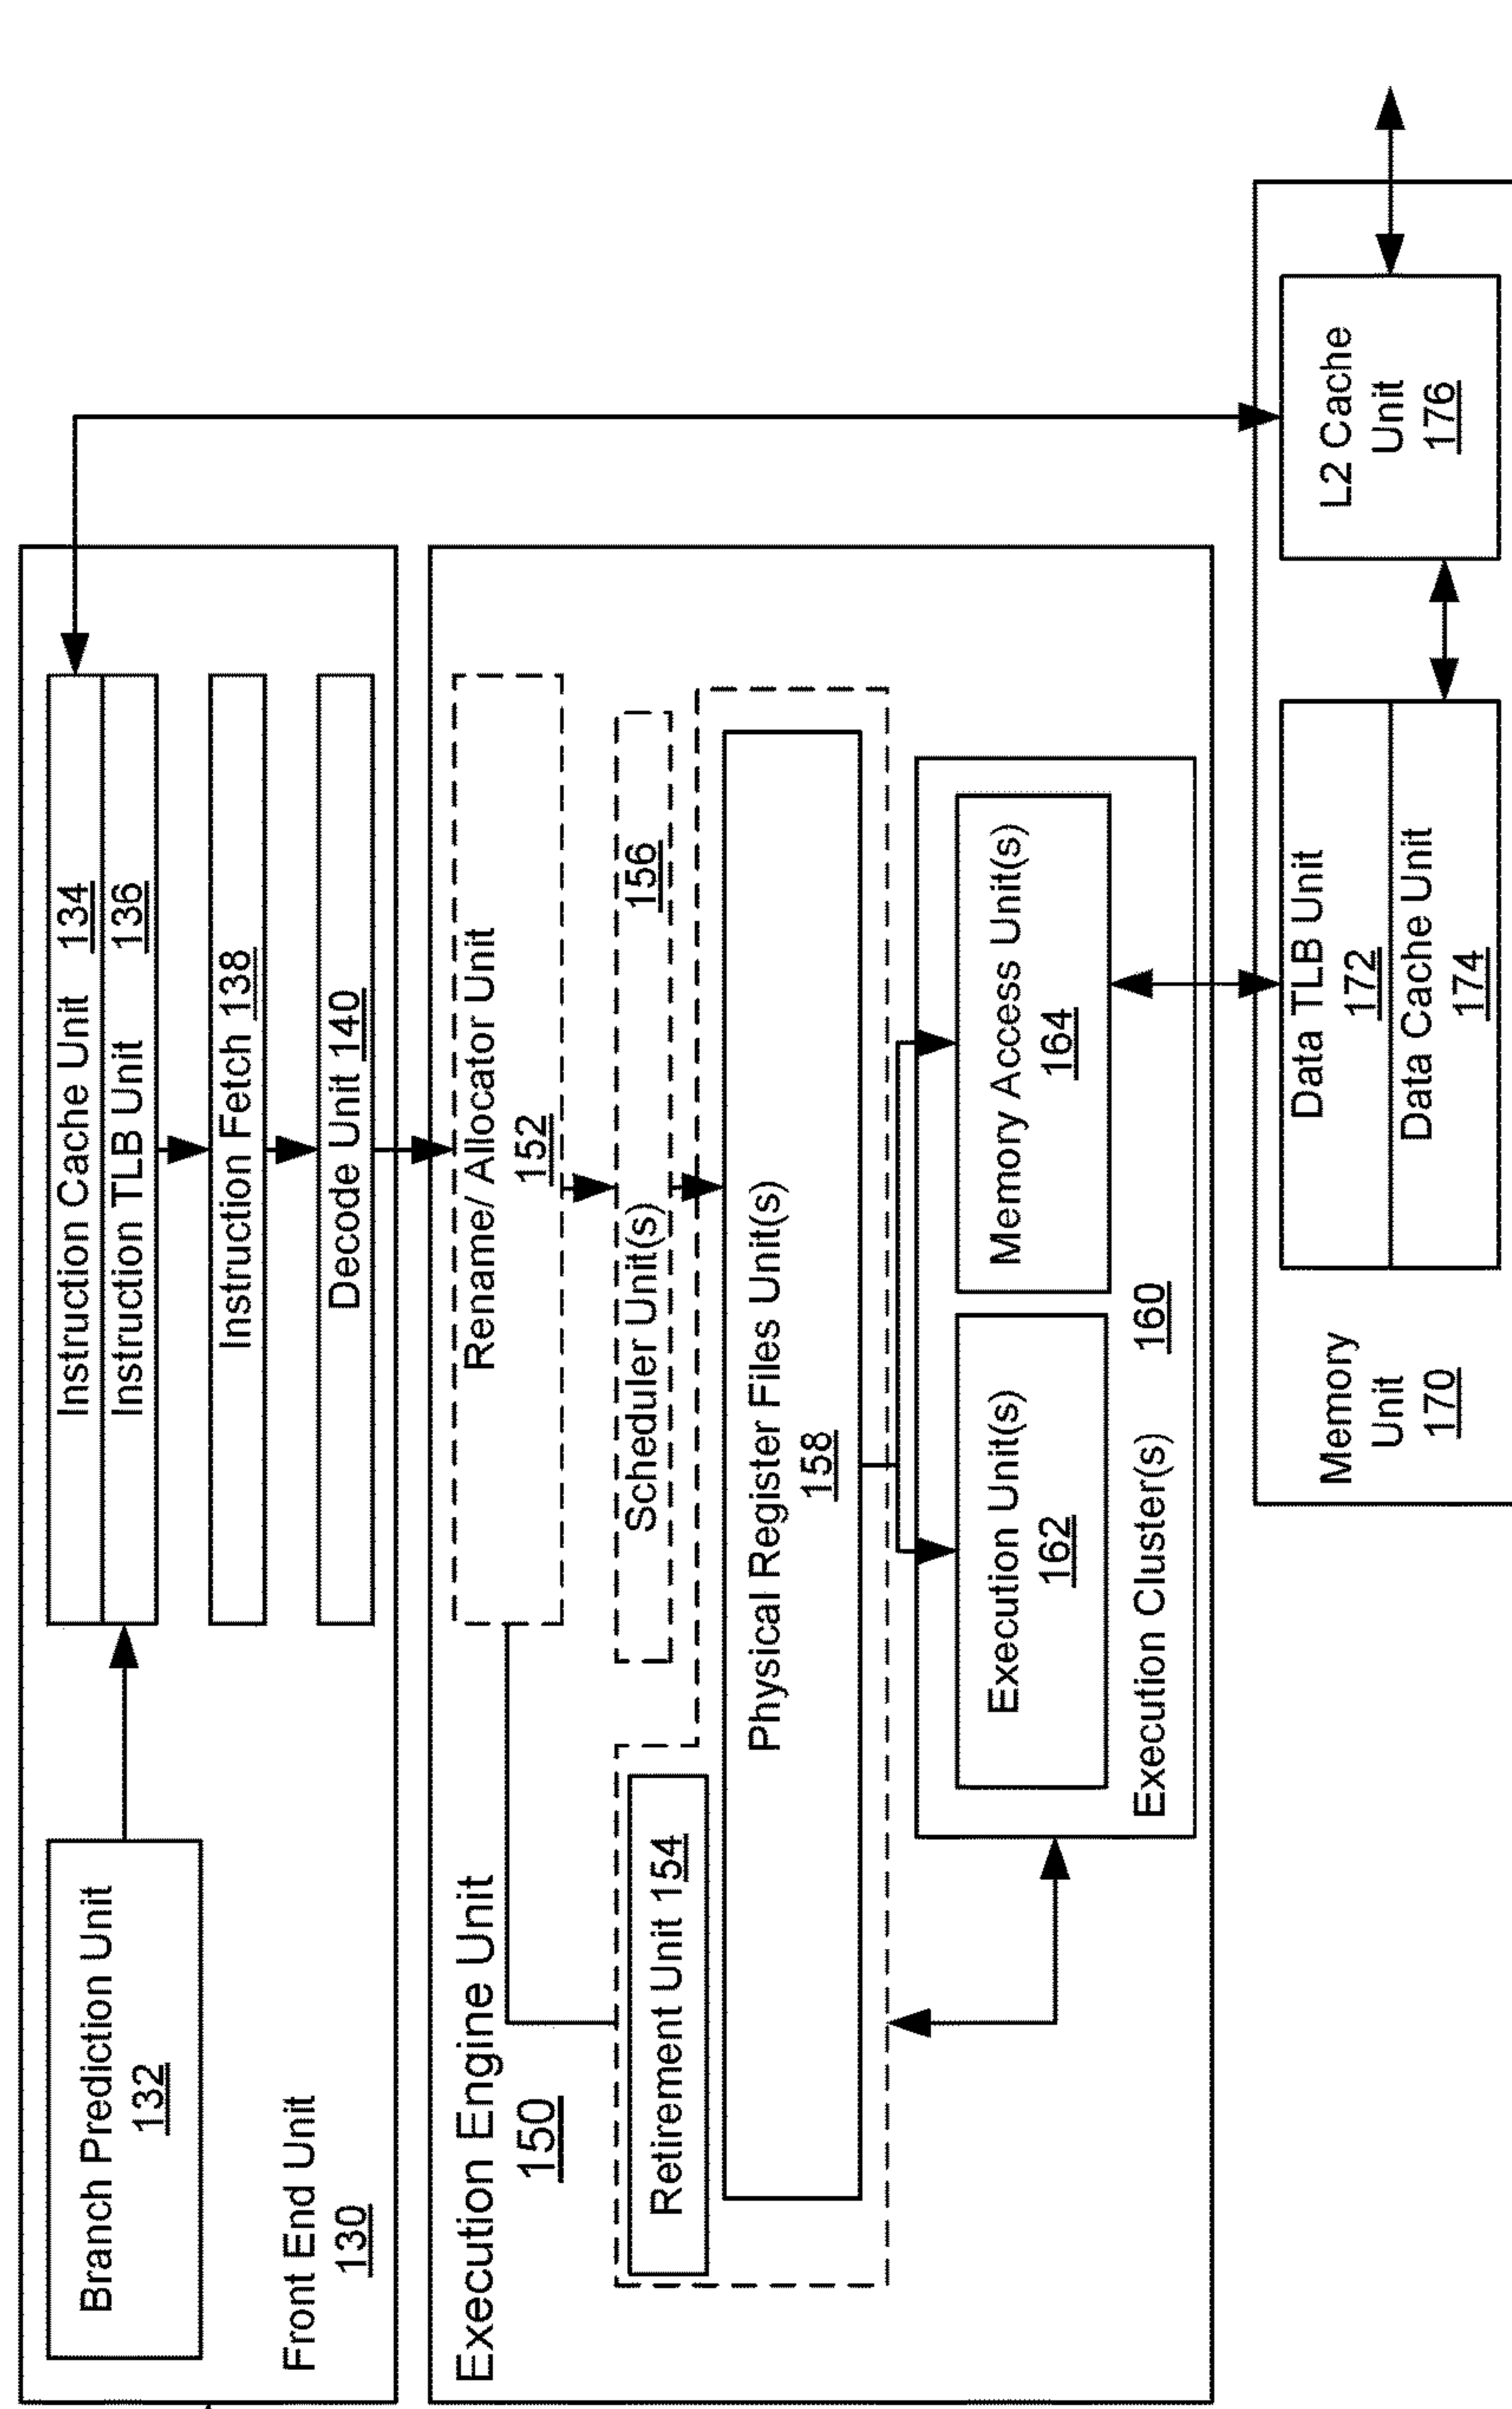 Branch Prediction Unit
132
Instruction Cache Unit 134
Instruction TLB Unit 136
Instruction Fetch 138
Front End Unit
130
Decode Unit 140
Execution Engine Unit
150
Rename/ Allocator Unit
152
Retirement Unit 154
Scheduler Unit(s) 156
Physical Register Files Unit(s)
158
Execution Unit(s)
162
Memory Access Unit(s)
164
Execution Cluster(s) 160
Memory
Unit
170
Data TLB Unit
172
Data Cache Unit
174
L2 Cache
Unit
176